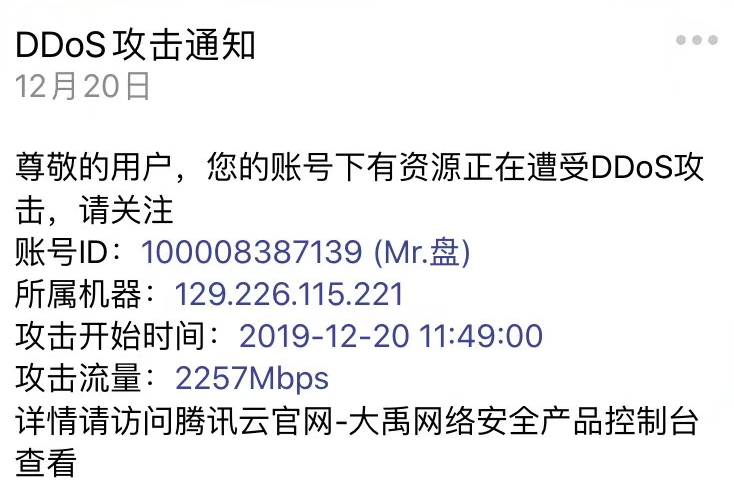 DDoS攻击通知
12月20日
尊敬的用户，您的账号下有资源正在遭受DDoS攻
击，请关注
账号ID：100008387139 (Mr.盘)
所属机器：129.226.115.221
攻击开始时间：2019-12-20 11:49:00
攻击流量：2257Mbps
详情请访问腾讯云官网-大禹网络安全产品控制台
查看